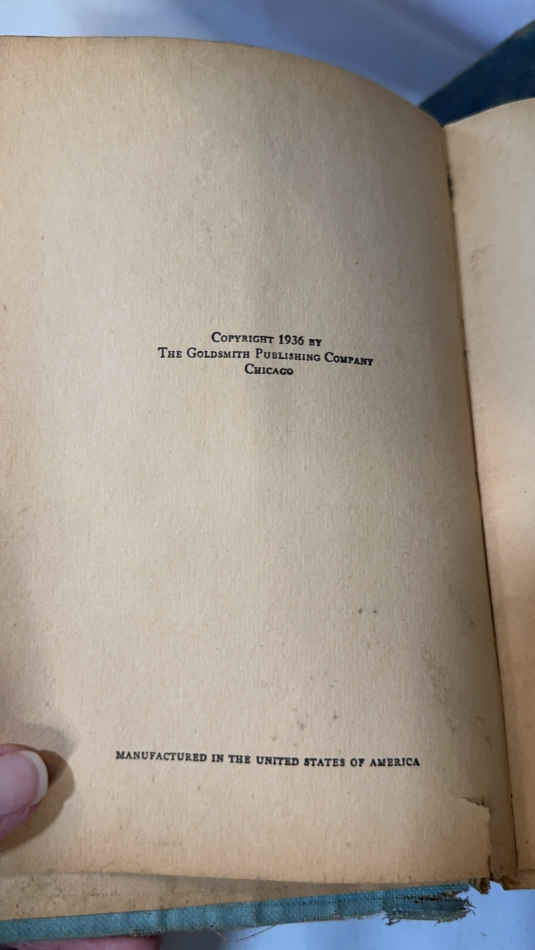 Copyright 1936 by
The Goldsmith Publishing Company
Chicago
MANUFACTURED IN THE UNITED STATES OF AMERICA